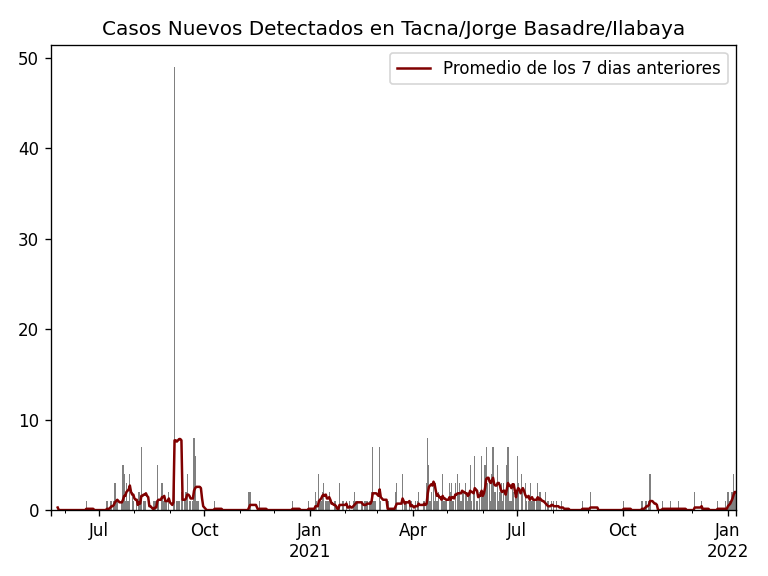 Casos Nuevos Detectados en Tacna/Jorge Basadre/Ilabaya
Promedio de los 7 dias anteriores
50
40
30
20
10
0
Jul
Oct
Jan
2021
Apr
Jul
Oct
Jan
2022